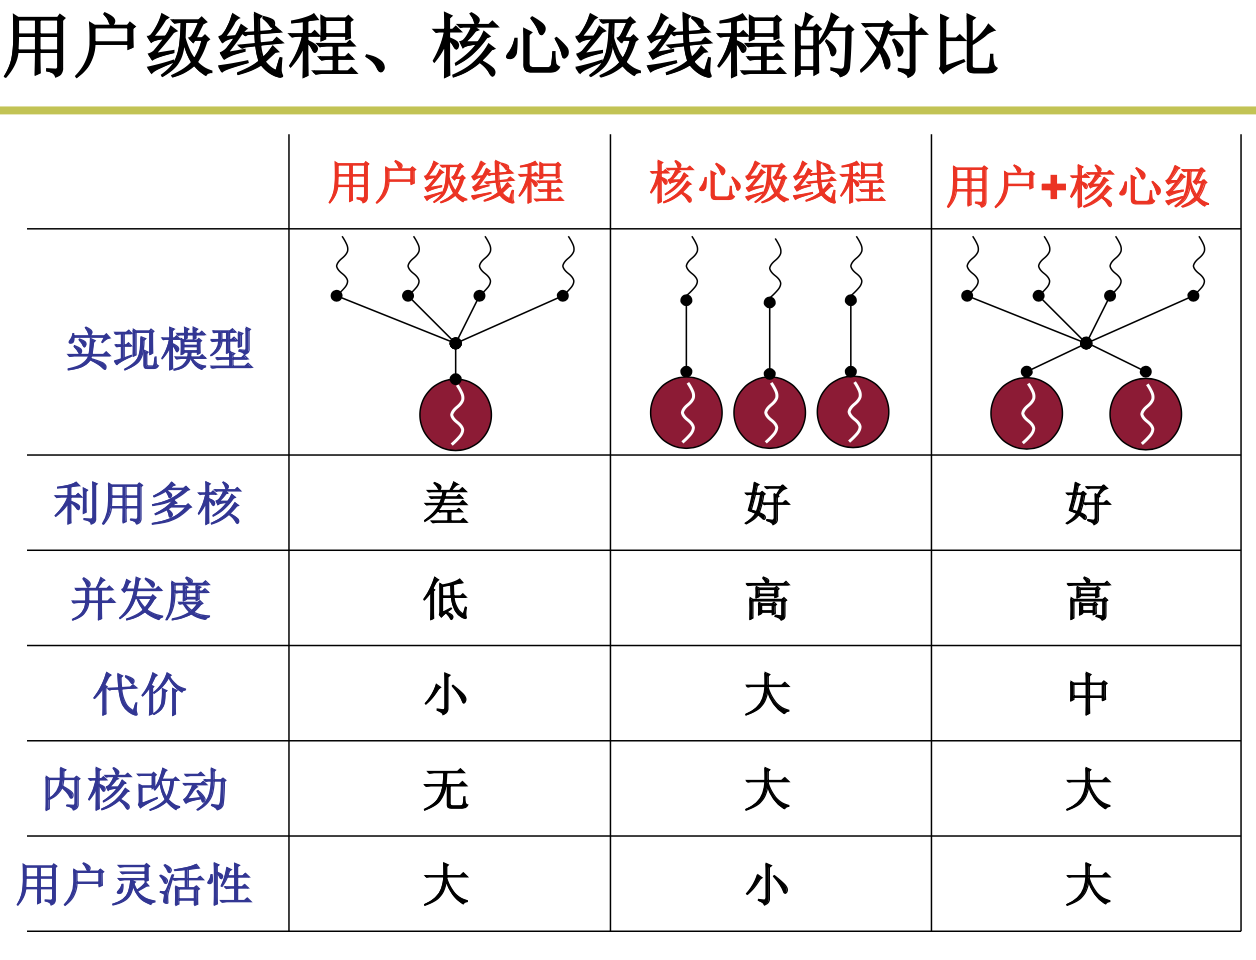 用户级线程、核心级线程的对比
用户级线程 核心级线程 用户+核心级
实现模型
利用多核 差 好 好
并发度 低 高 高
代价 小 大 中
内核改动 无 大 大
用户灵活性 大 小 大